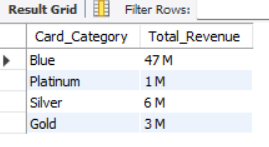 Result Grid Filter Rows:
Card_Category Total_Revenue
Blue 47 M
Platinum 1 M
Silver 6 M
Gold 3 M